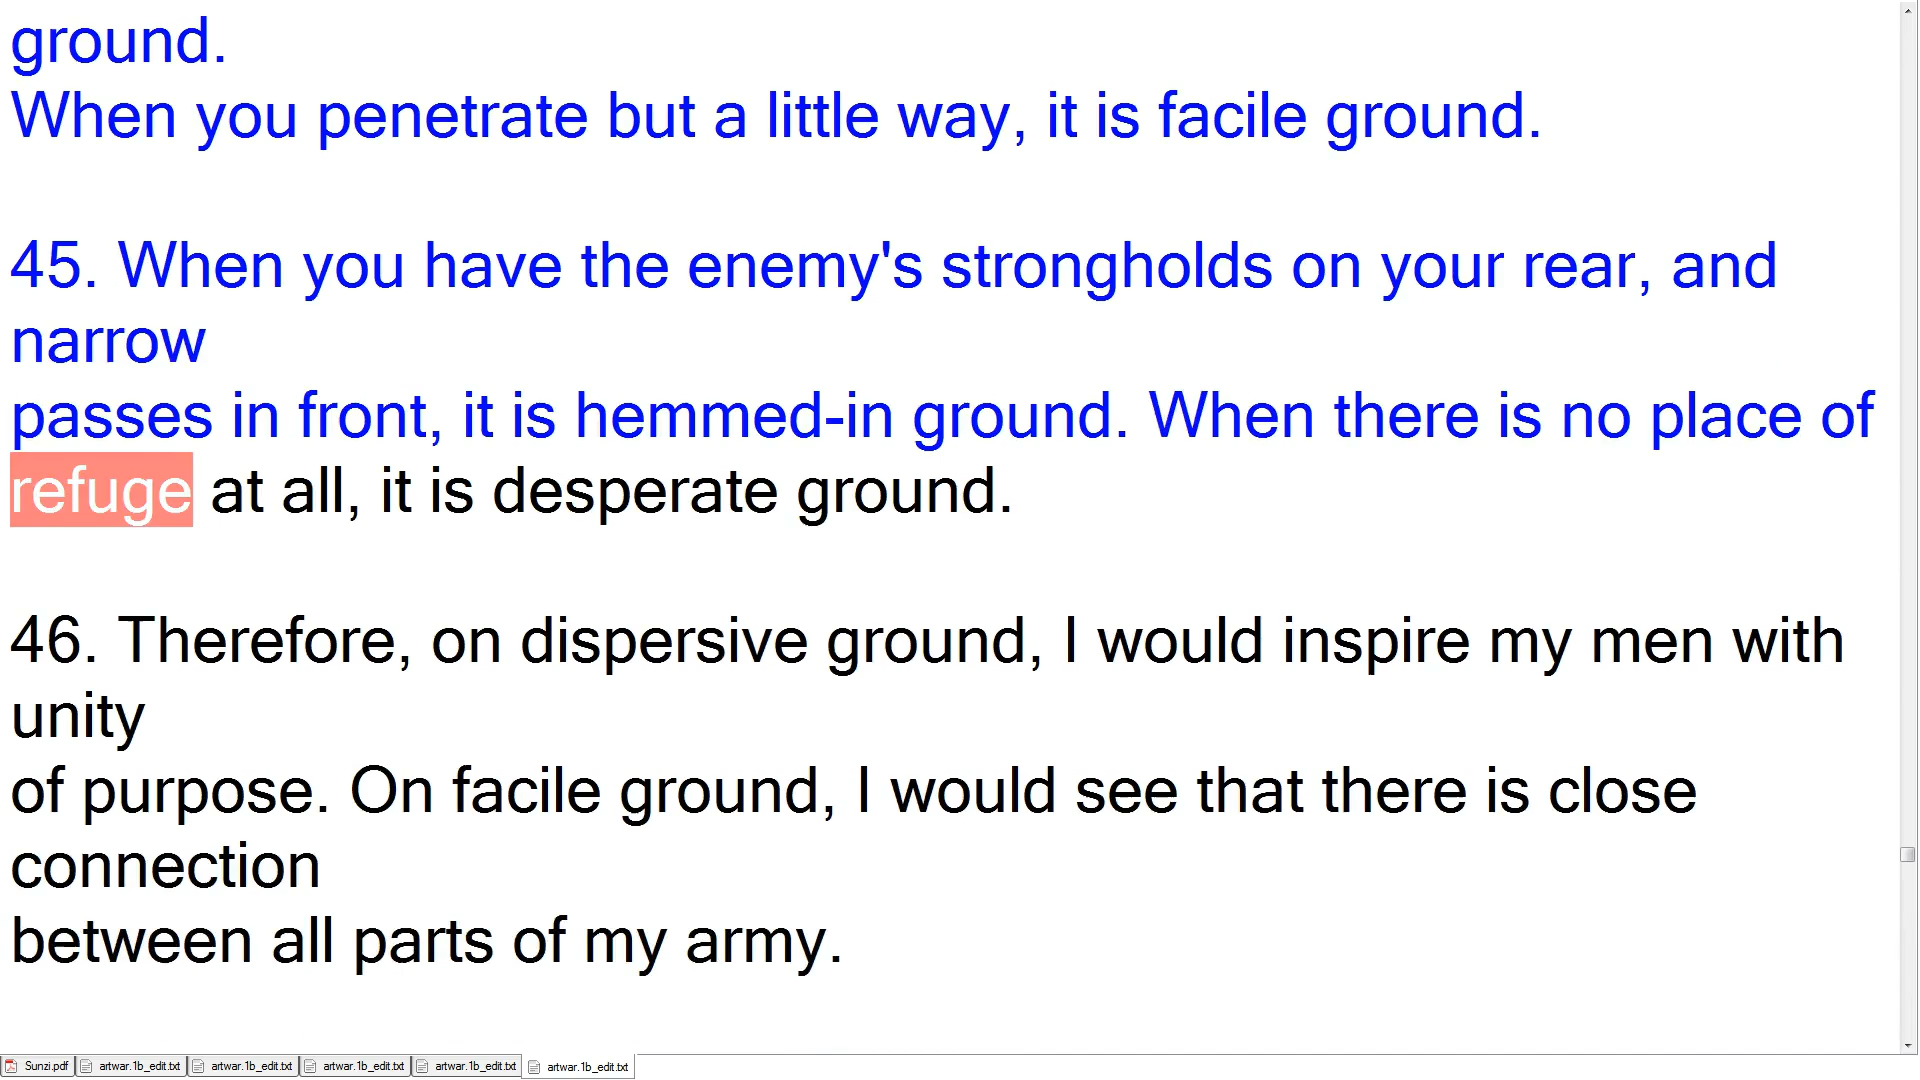 ground.
When you penetrate but a little way, it is facile ground.
45. When you have the enemy's strongholds on your rear, and
narrow
passes in front, it is hemmed-in ground. When there is no place of
refuge at all, it is desperate ground.
46. Therefore, on dispersive ground, I would inspire my men with
unity
of purpose. On facile ground, I would see that there is close
connection
between all parts of my army.
Sunzi.pdf artwar.1b_edit.txt artwar.1b_edit.txt artwar.1b_edit.txt artwar.1b_edit.txt artwar.1b_edit.txt